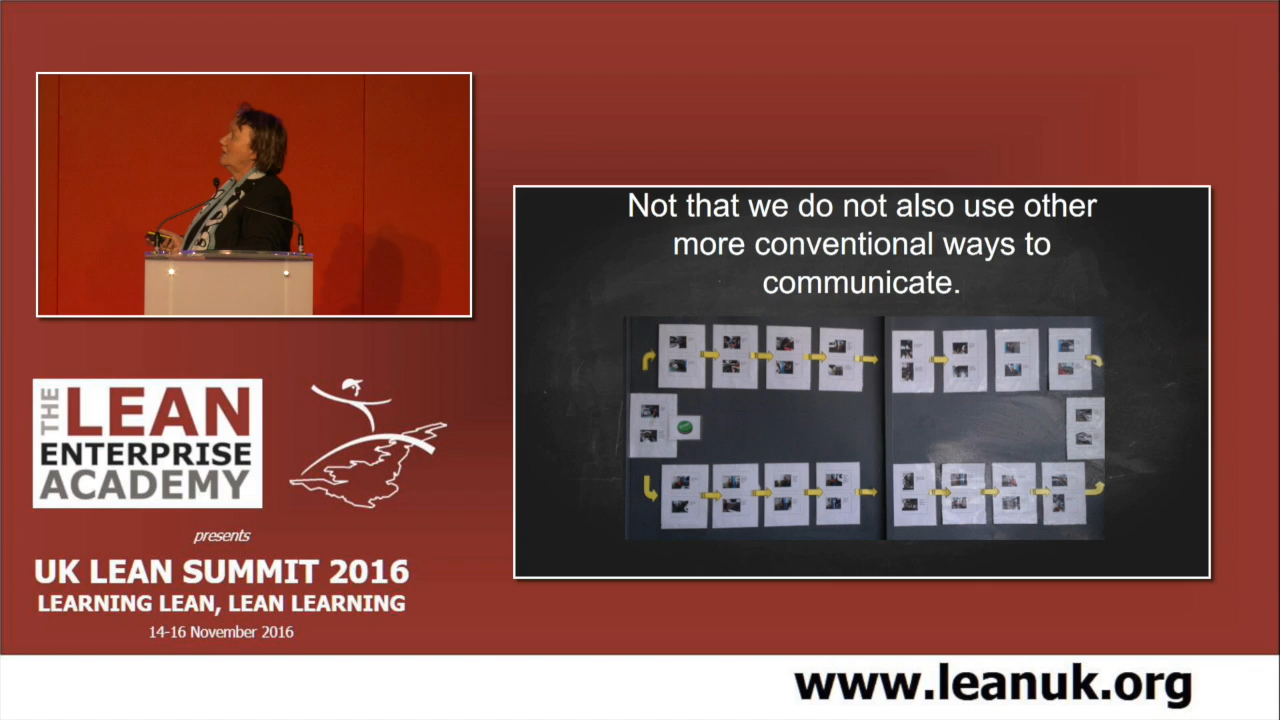 Not that we do not also use other
more conventional ways to
communicate.
THE
LEAN
ENTERPRISE
ACADEMY
presents
UK LEAN SUMMIT 2016
LEARNING LEAN, LEAN LEARNING
14-16 November 2016
www.leanuk.org